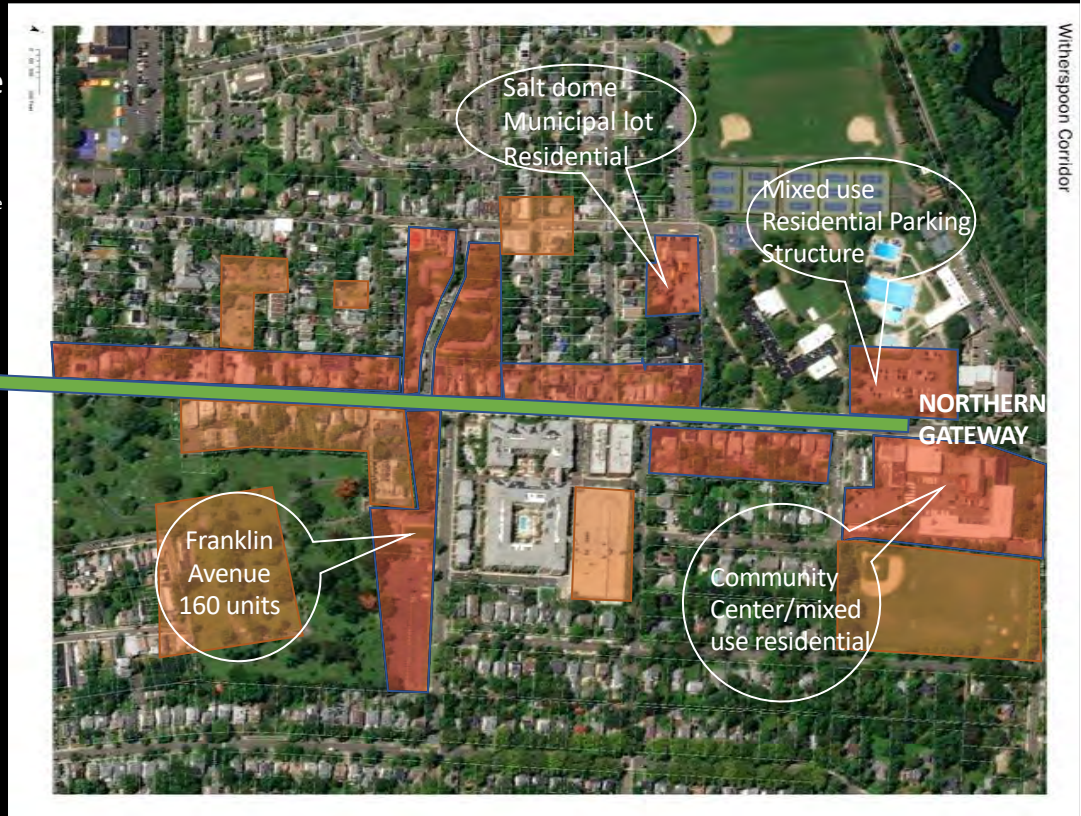 Salt dome
Municipal lot
Residential
Mixed use
Residential Parking
Structure
NORTHERN
GATEWAY
Franklin
Avenue
160 units
Community
Center/mixed
use residential
Witherspoon Corridor